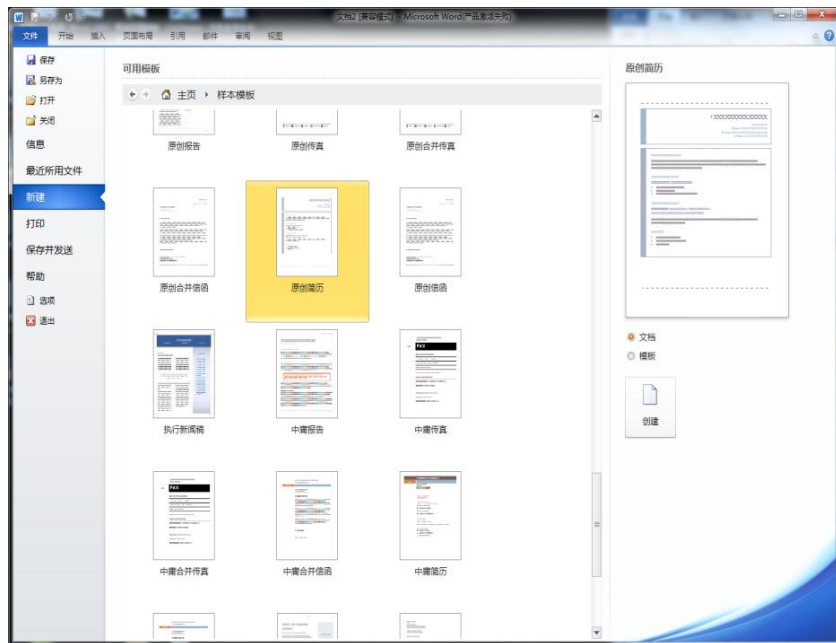 文档2 [兼容模式] - Microsoft Word(产品激活失败)
文件 开始 插入 页面布局 引用 邮件 审阅 视图
保存
另存为
打开
关闭
信息
最近所用文件
新建
打印
保存并发送
帮助
选项
退出
可用模板
主页 样本模板
原创报告 原创传真 原创合并传真
原创合并信函 原创简历 原创信函
执行新闻稿 中庸报告 中庸传真
FAX
FAX
中庸合并传真 中庸合并信函 中庸简历
原创简历
文档
模板
创建